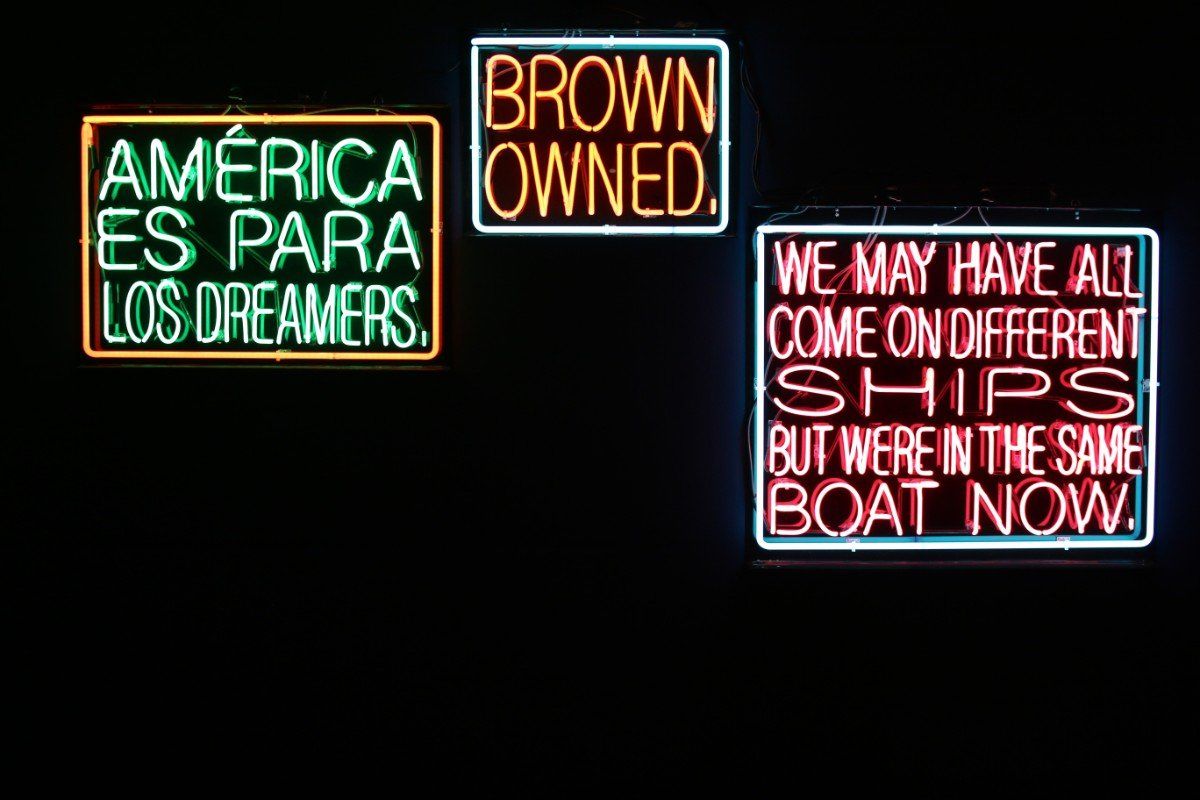 AMÉRICA
ES PARA
LOS DREAMERS.
BROWN
OWNED.
WE MAY HAVE ALL
COME ON DIFFERENT
SHIPS
BUT WERE IN THE SAME
BOAT NOW.